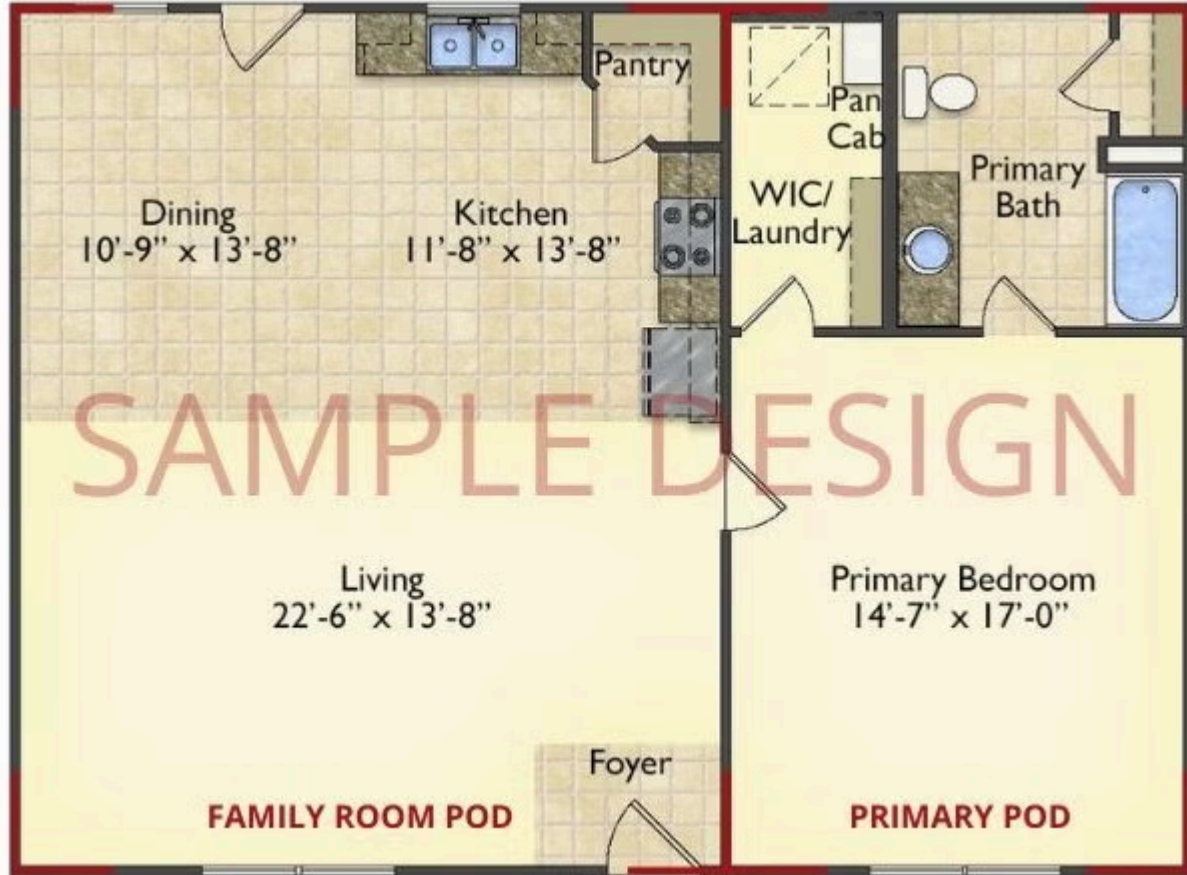 Pantry
Pan
Cab
Primary
Bath
WIC/
Laundry
Dining
10'-9" x 13'-8"
Kitchen
11'-8" x 13'-8"
SAMPLE DESIGN
Living
22'-6" x 13'-8"
Primary Bedroom
14'-7" x 17'-0"
Foyer
FAMILY ROOM POD
PRIMARY POD